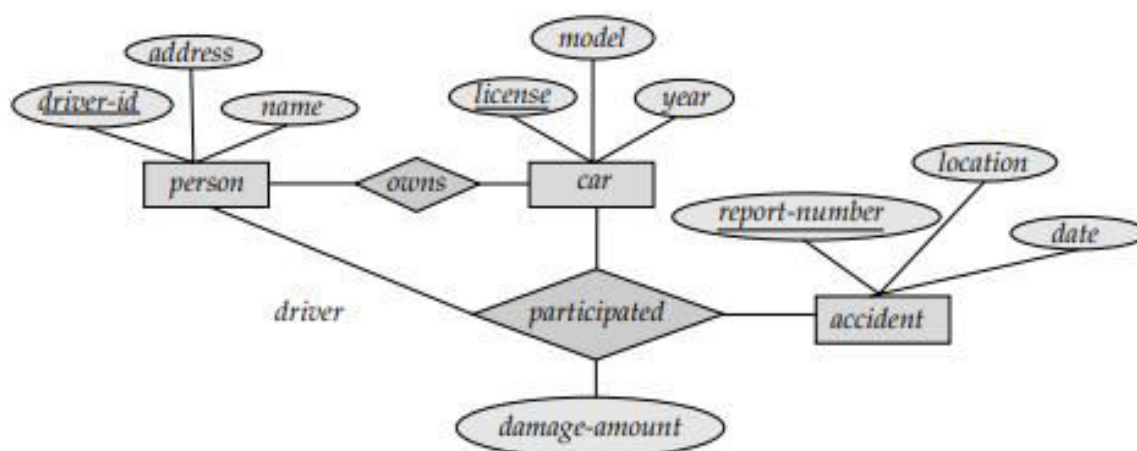 model
address
license
year
driver-id
name
location
person
owns
car
report-number
date
driver
participated
accident
damage-amount